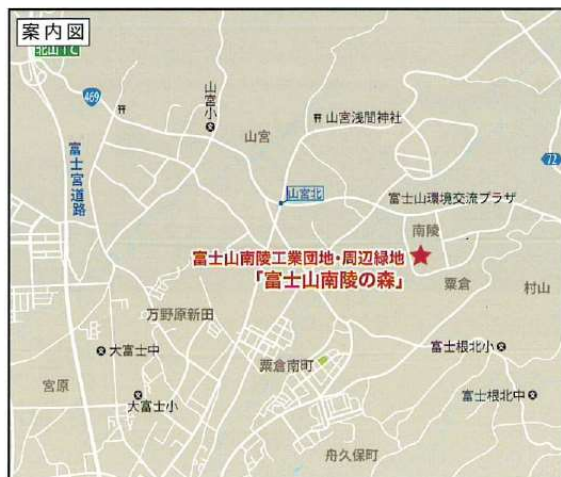 案内図
北山IC
469
山宮小
山宮
山宮浅間神社
72
富士宮道路
山宮北
富士山環境交流プラザ
南陵
富士山南陵工業団地・周辺緑地
「富士山南陵の森」
粟倉
村山
万野原新田
大富士中
粟倉南町
富士根北小
宮原
大富士小
富士根北中
舟久保町